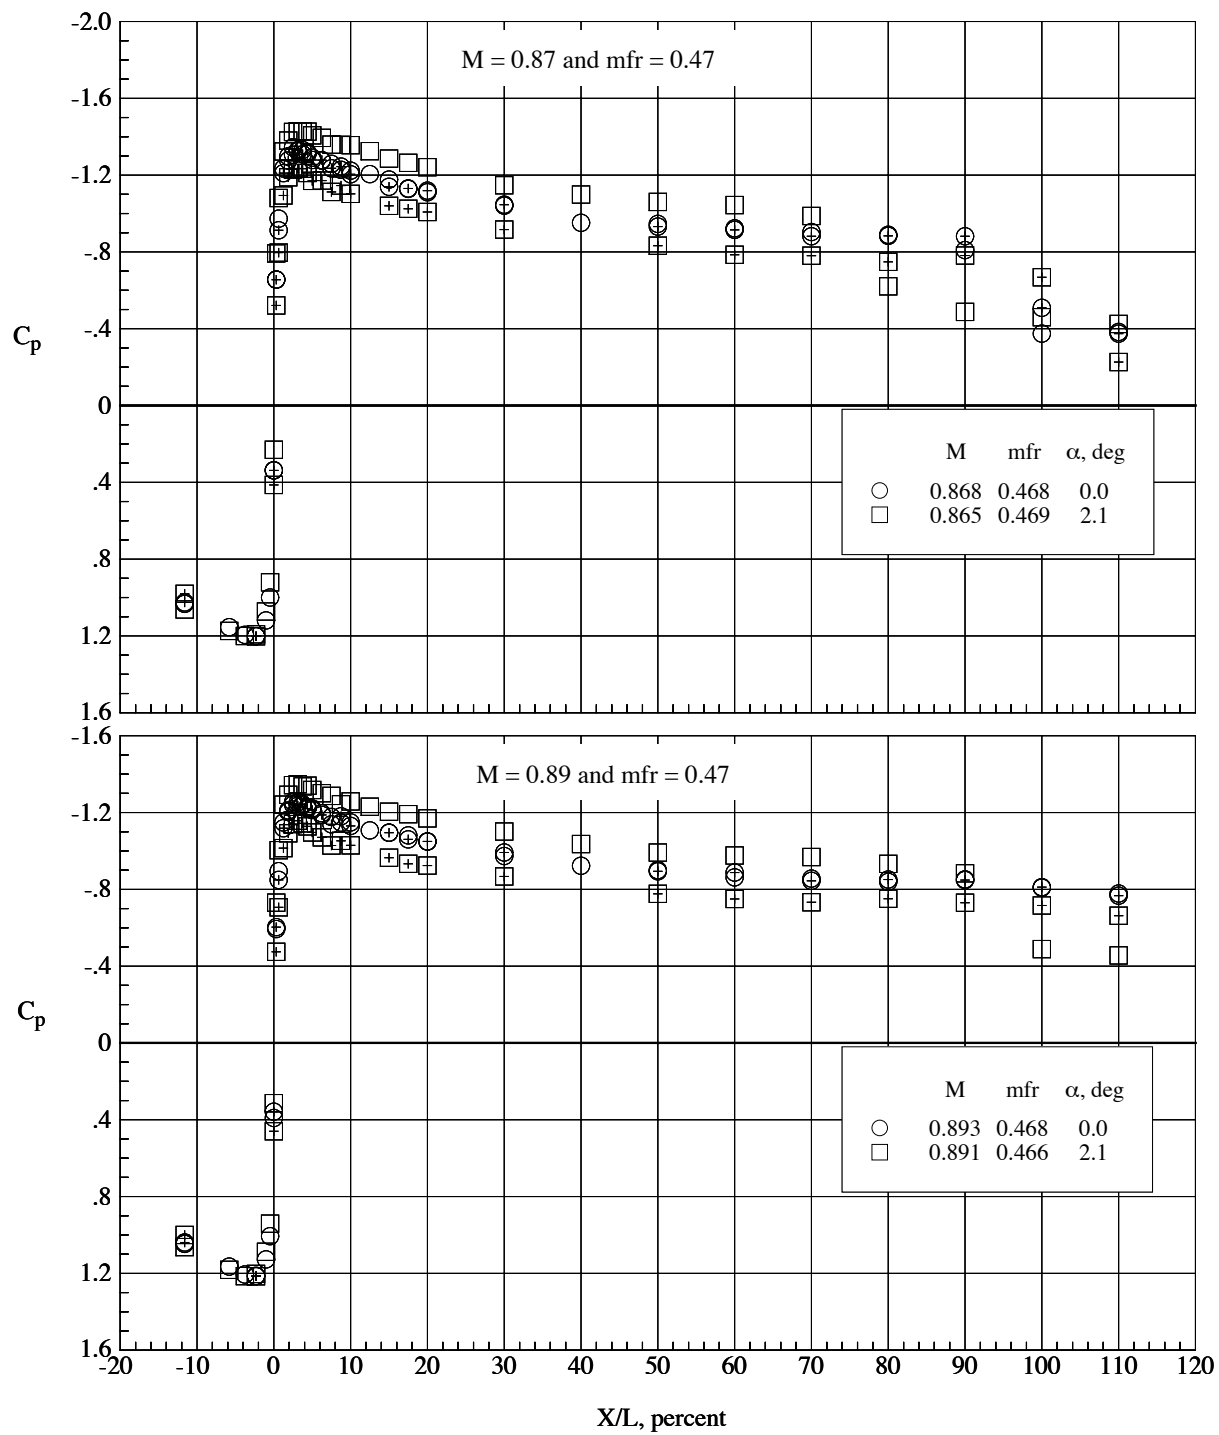 -2.0
M = 0.87 and mfr = 0.47
-1.6
-1.2
-.8
-.4
Cp
0
M mfr α, deg
0.868 0.468 0.0
0.865 0.469 2.1
.4
.8
1.2
1.6
-1.6
M = 0.89 and mfr = 0.47
-1.2
-.8
-.4
Cp
0
M mfr α, deg
0.893 0.468 0.0
0.891 0.466 2.1
.4
.8
1.2
1.6
-20 -10 0 10 20 30 40 50 60 70 80 90 100 110 120
X/L, percent